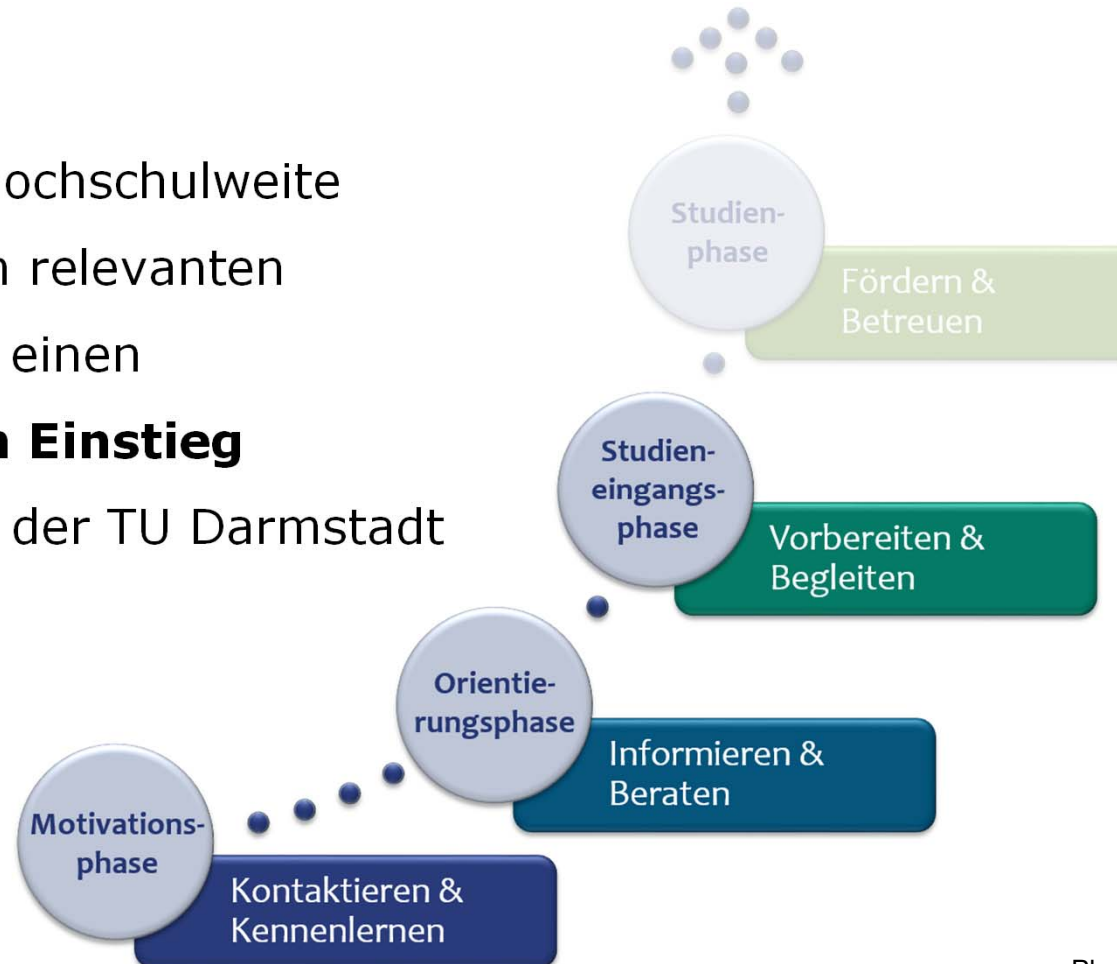 ochschulweite
relevanten
einen
Einstieg
der TU Darmstadt
Studien-
phase
Fördern &
Betreuen
Studien-
eingangs-
phase
Vorbereiten &
Begleiten
Orientie-
rungsphase
Informieren &
Beraten
Motivations-
phase
Kontaktieren &
Kennenlernen